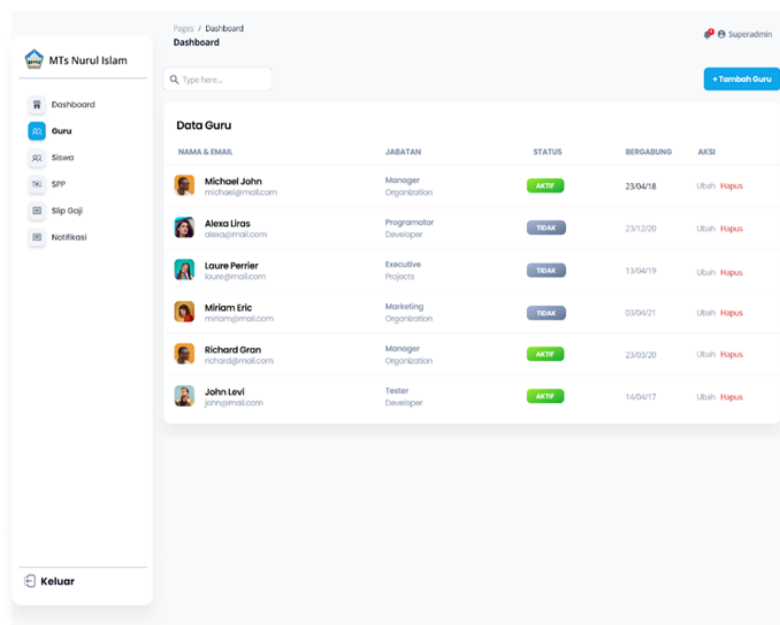 Pages / Dashboard
Dashboard
Superadmin
MTs Nurul Islam
Type here...
+ Tambah Guru
Dashboard
Guru
Siswa
SPP
Slip Gaji
Notifikasi
Data Guru
NAMA & EMAIL JABATAN STATUS BERGABUNG AKSI
Michael John Manager AKTIF 23/04/18 Ubah Hapus
michael@mail.com Organization
Alexa Liras Programator TIDAK 23/12/20 Ubah Hapus
alexa@mail.com Developer
Laure Perrier Executive TIDAK 13/04/19 Ubah Hapus
laure@mail.com Projects
Miriam Eric Marketing TIDAK 03/04/21 Ubah Hapus
miriam@mail.com Organization
Richard Gran Manager AKTIF 23/03/20 Ubah Hapus
richard@mail.com Organization
John Levi Tester AKTIF 14/04/17 Ubah Hapus
john@mail.com Developer
Keluar